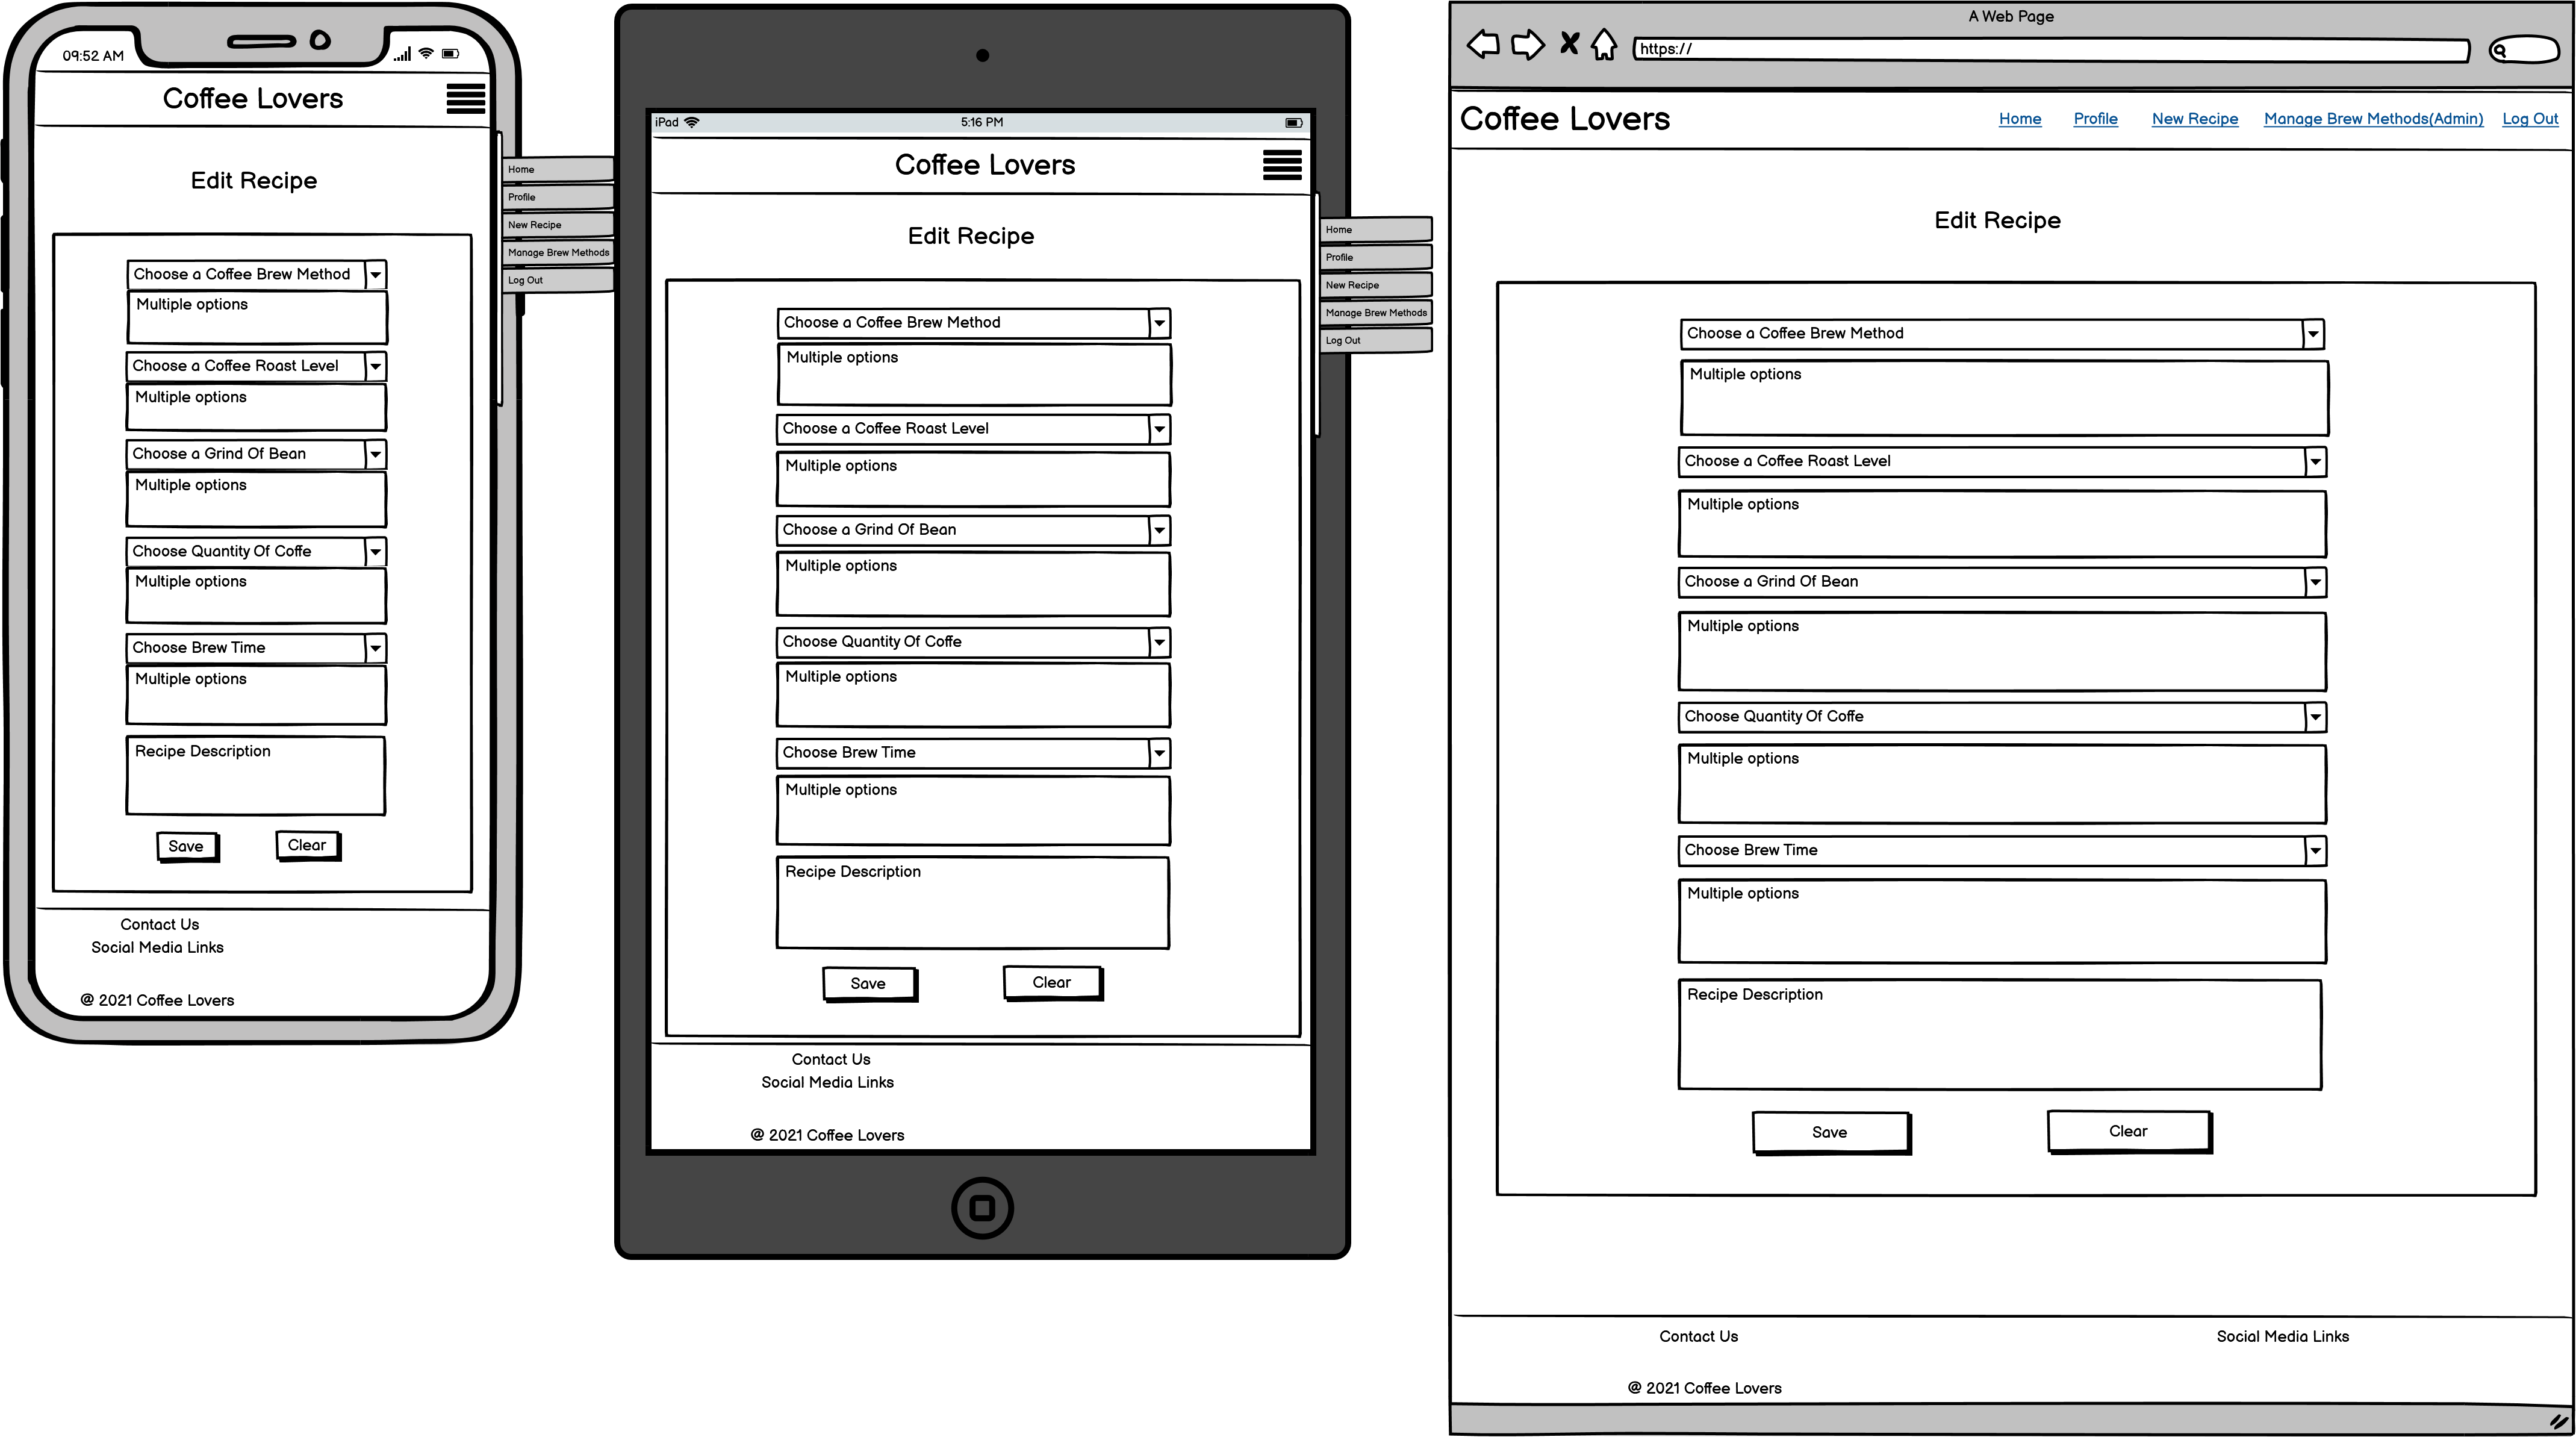 09:52 AM
Coffee Lovers
Edit Recipe
Home
Profile
New Recipe
Manage Brew Methods
Log Out
Choose a Coffee Brew Method
Multiple options
Choose a Coffee Roast Level
Multiple options
Choose a Grind Of Bean
Multiple options
Choose Quantity Of Coffe
Multiple options
Choose Brew Time
Multiple options
Recipe Description
Save Clear
Contact Us
Social Media Links
@ 2021 Coffee Lovers
iPad 5:16 PM
Coffee Lovers
Edit Recipe
Home
Profile
New Recipe
Manage Brew Methods
Log Out
Choose a Coffee Brew Method
Multiple options
Choose a Coffee Roast Level
Multiple options
Choose a Grind Of Bean
Multiple options
Choose Quantity Of Coffe
Multiple options
Choose Brew Time
Multiple options
Recipe Description
Save Clear
Contact Us
Social Media Links
@ 2021 Coffee Lovers
A Web Page
https://
Coffee Lovers Home Profile New Recipe Manage Brew Methods(Admin) Log Out
Edit Recipe
Choose a Coffee Brew Method
Multiple options
Choose a Coffee Roast Level
Multiple options
Choose a Grind Of Bean
Multiple options
Choose Quantity Of Coffe
Multiple options
Choose Brew Time
Multiple options
Recipe Description
Save Clear
Contact Us Social Media Links
@ 2021 Coffee Lovers